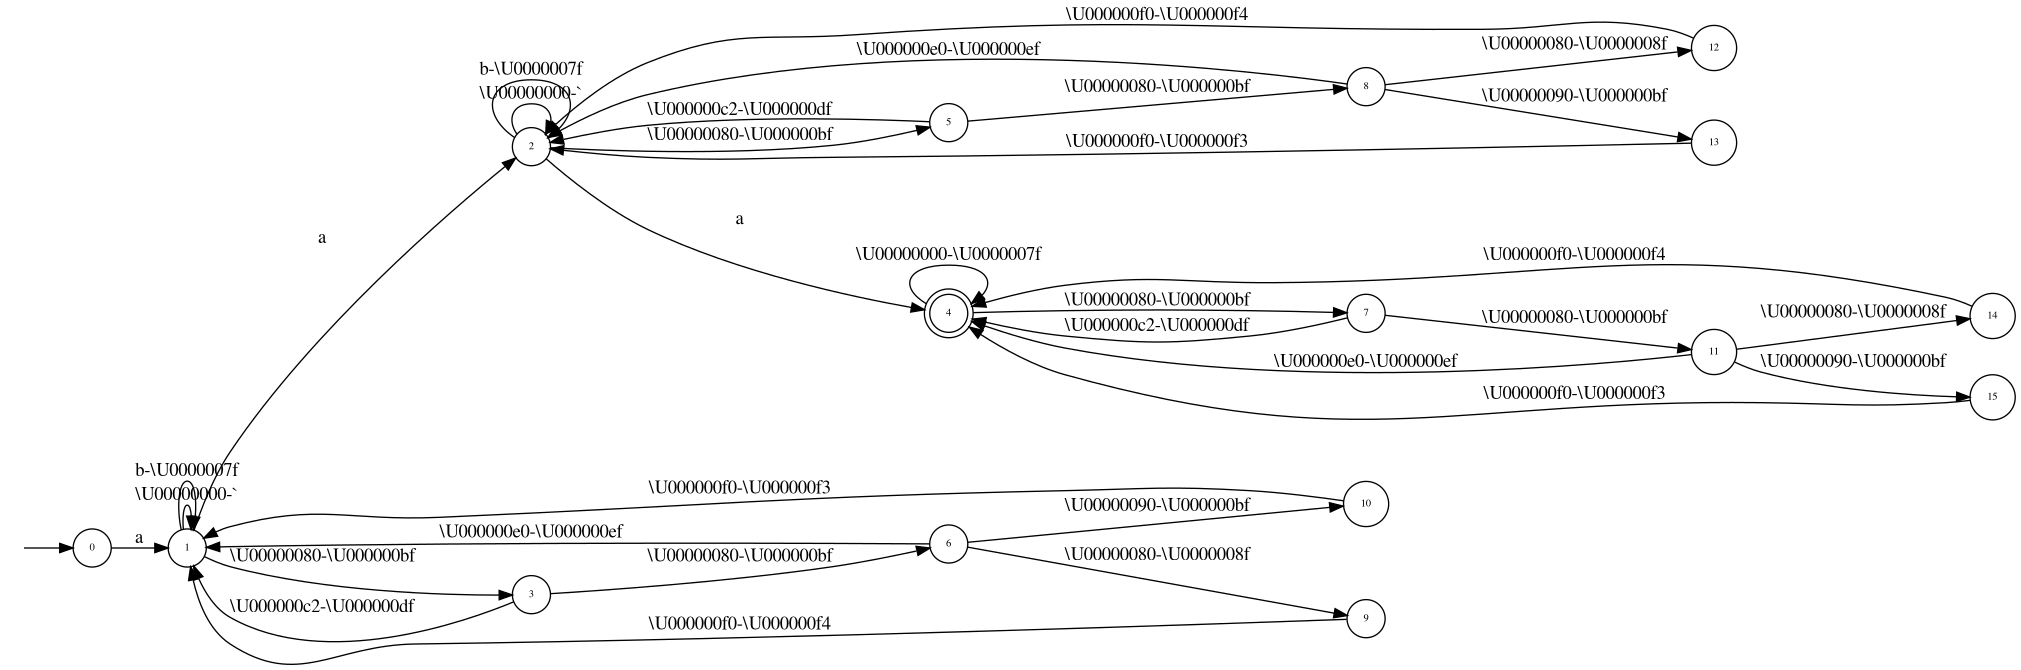 \U000000f0-\U000000f4
12
\U00000080-\U0000008f
\U000000e0-\U000000ef
b-\U0000007f
8
\U00000080-\U000000bf
\U00000000-`
\U00000090-\U000000bf
\U000000c2-\U000000df
5
\U00000080-\U000000bf
2
\U000000f0-\U000000f3
13
a
a
\U00000000-\U0000007f
\U000000f0-\U000000f4
\U00000080-\U000000bf
4
7
\U00000080-\U000000bf
\U00000080-\U0000008f
14
\U000000c2-\U000000df
11
\U000000e0-\U000000ef
\U00000090-\U000000bf
\U000000f0-\U000000f3
15
b-\U0000007f
\U00000000-`
\U000000f0-\U000000f3
\U00000090-\U000000bf
10
\U000000e0-\U000000ef
6
0
a
1
\U00000080-\U000000bf
\U00000080-\U000000bf
\U00000080-\U0000008f
3
\U000000c2-\U000000df
\U000000f0-\U000000f4
9